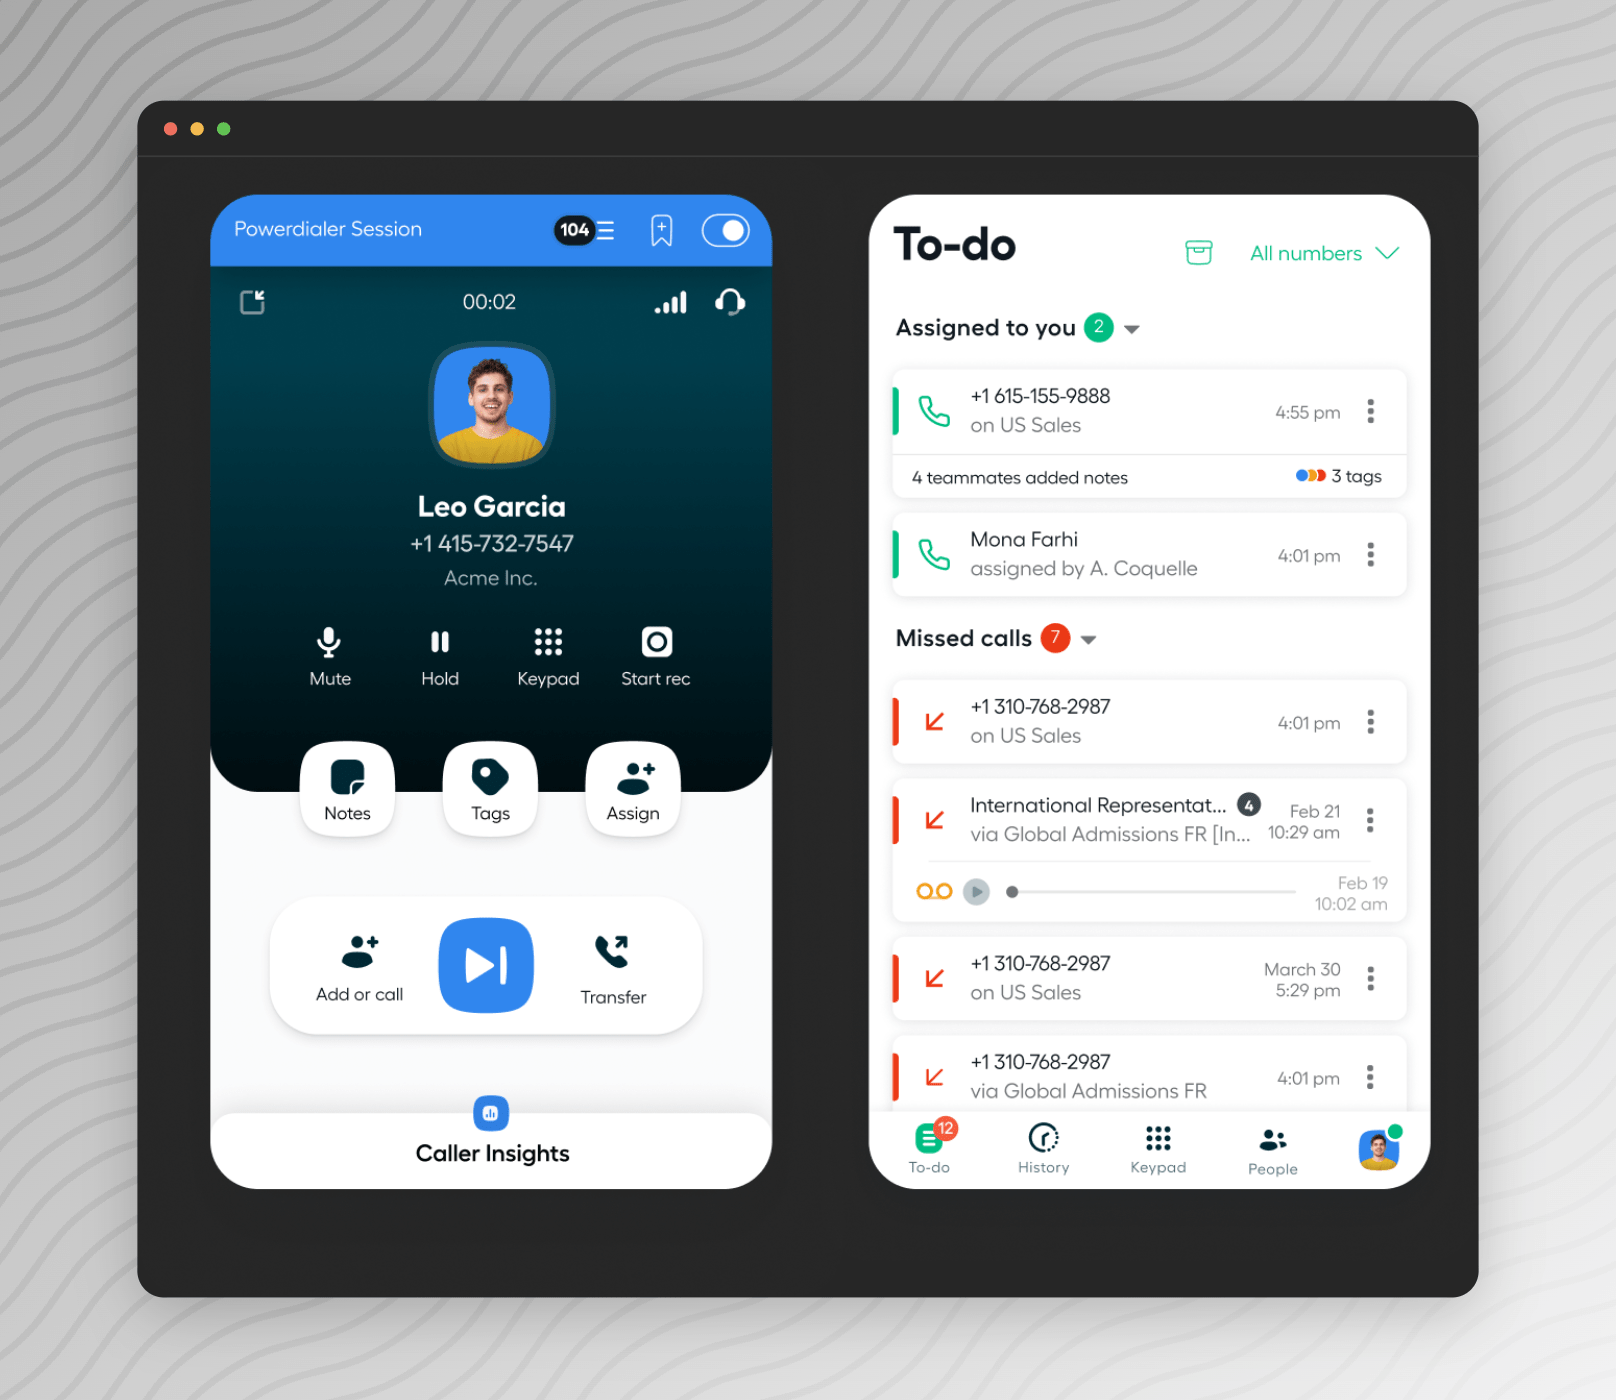 Powerdialer Session
104
00:02
Leo Garcia
+1 415-732-7547
Acme Inc.
Mute
Hold
Keypad
Start rec
Notes
Tags
Assign
Add or call
Transfer
Caller Insights
To-do
All numbers
Assigned to you 2
+1 615-155-9888
on US Sales
4:55 pm
4 teammates added notes
3 tags
Mona Farhi
assigned by A. Coquelle
4:01 pm
Missed calls 7
+1 310-768-2987
on US Sales
4:01 pm
International Representat... 4
via Global Admissions FR [In...
Feb 21
10:29 am
Feb 19
10:02 am
+1 310-768-2987
on US Sales
March 30
5:29 pm
+1 310-768-2987
via Global Admissions FR
4:01 pm
12
To-do
History
Keypad
People